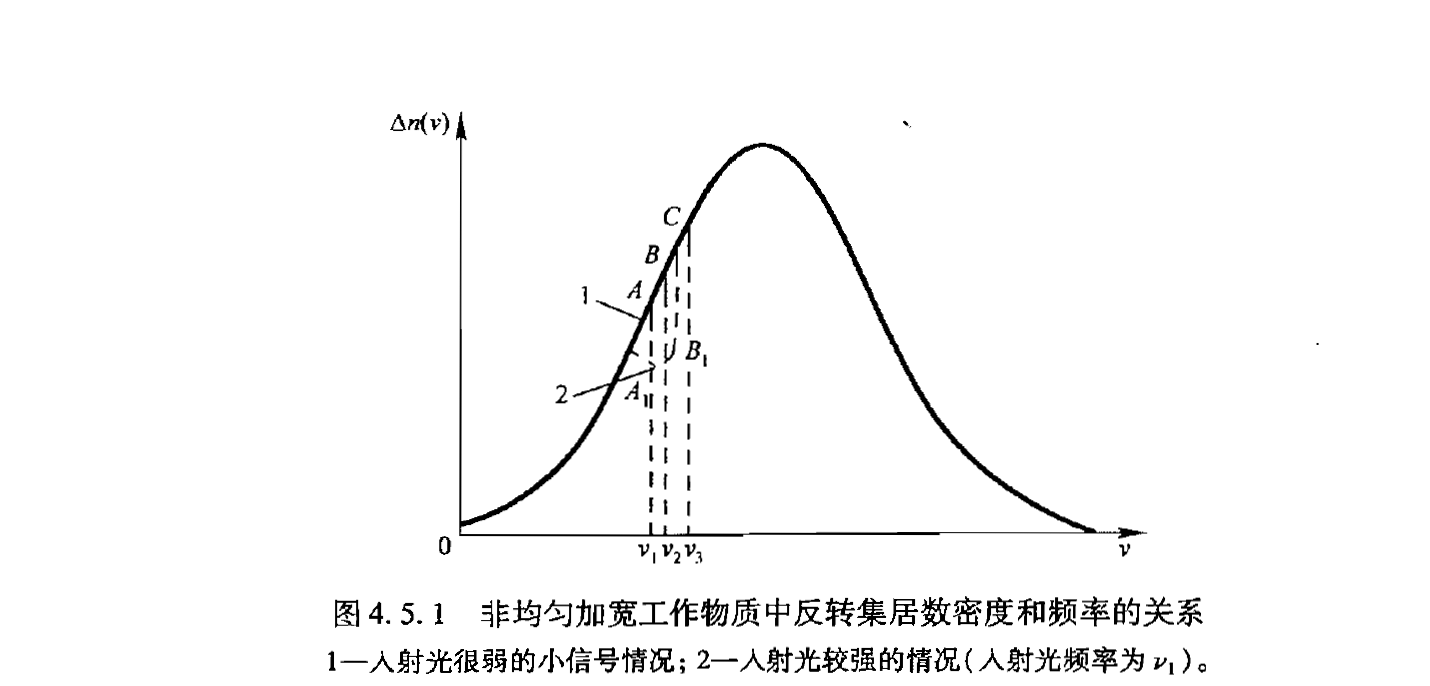 Δn(ν)
C
B
A
1
B₁
2
A₁
0
ν₁ ν₂ ν₃
ν
图 4.5.1 非均匀加宽工作物质中反转集居数密度和频率的关系
1—入射光很弱的小信号情况；2—入射光较强的情况(入射光频率为 ν₁)。